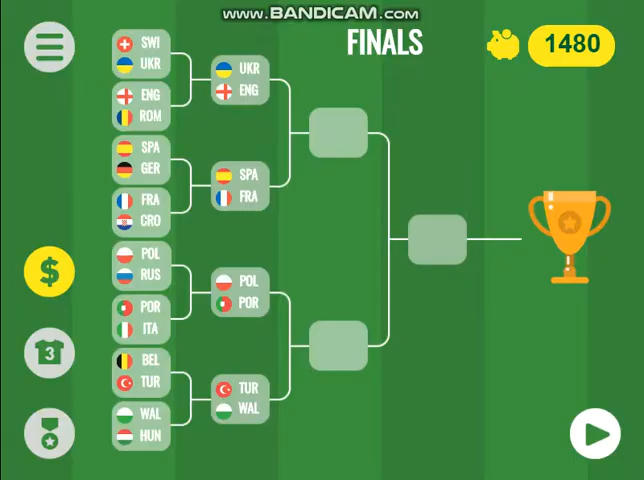 www.BANDICAM.com
FINALS
1480
SWI
UKR
ENG
ROM
SPA
GER
FRA
CRO
POL
RUS
POR
ITA
BEL
TUR
WAL
HUN
UKR
ENG
SPA
FRA
POL
POR
TUR
WAL
$
3